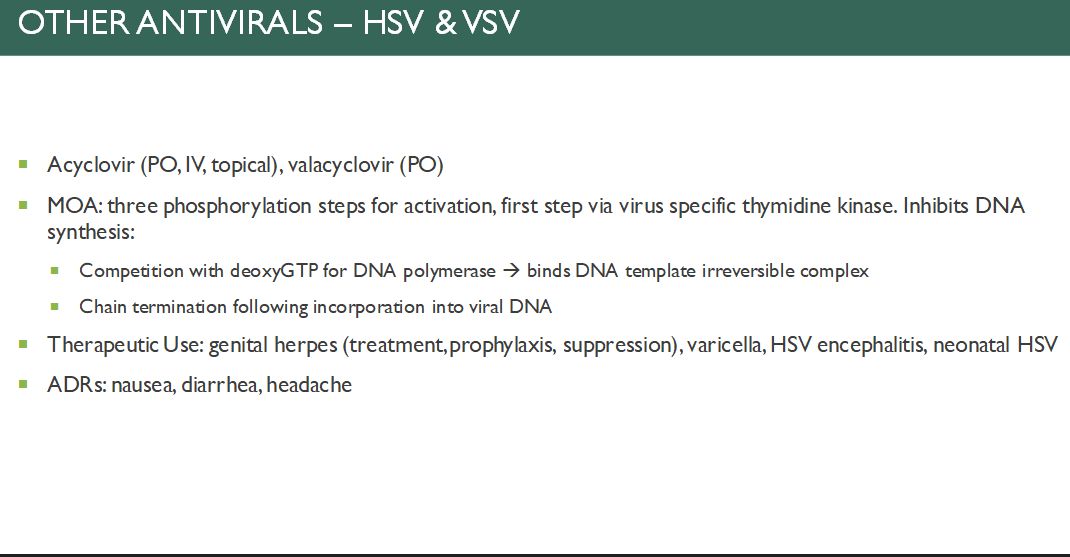 OTHER ANTIVIRALS – HSV & VSV
▪ Acyclovir (PO, IV, topical), valacyclovir (PO)
▪ MOA: three phosphorylation steps for activation, first step via virus specific thymidine kinase. Inhibits DNA
synthesis:
▪ Competition with deoxyGTP for DNA polymerase → binds DNA template irreversible complex
▪ Chain termination following incorporation into viral DNA
▪ Therapeutic Use: genital herpes (treatment, prophylaxis, suppression), varicella, HSV encephalitis, neonatal HSV
▪ ADRs: nausea, diarrhea, headache